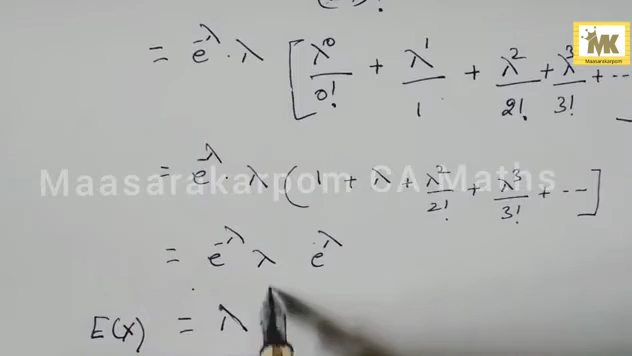 = e^-λ · λ [ λ^0/0! + λ^1/1 + λ^2/2! + λ^3/3! + ---
MK
Maasarakarpom
= e^-λ · λ ( 1 + λ + λ^2/2! + λ^3/3! + --- ]
Maasarakarpom CA Maths
= e^-λ λ e^λ
E(X) = λ